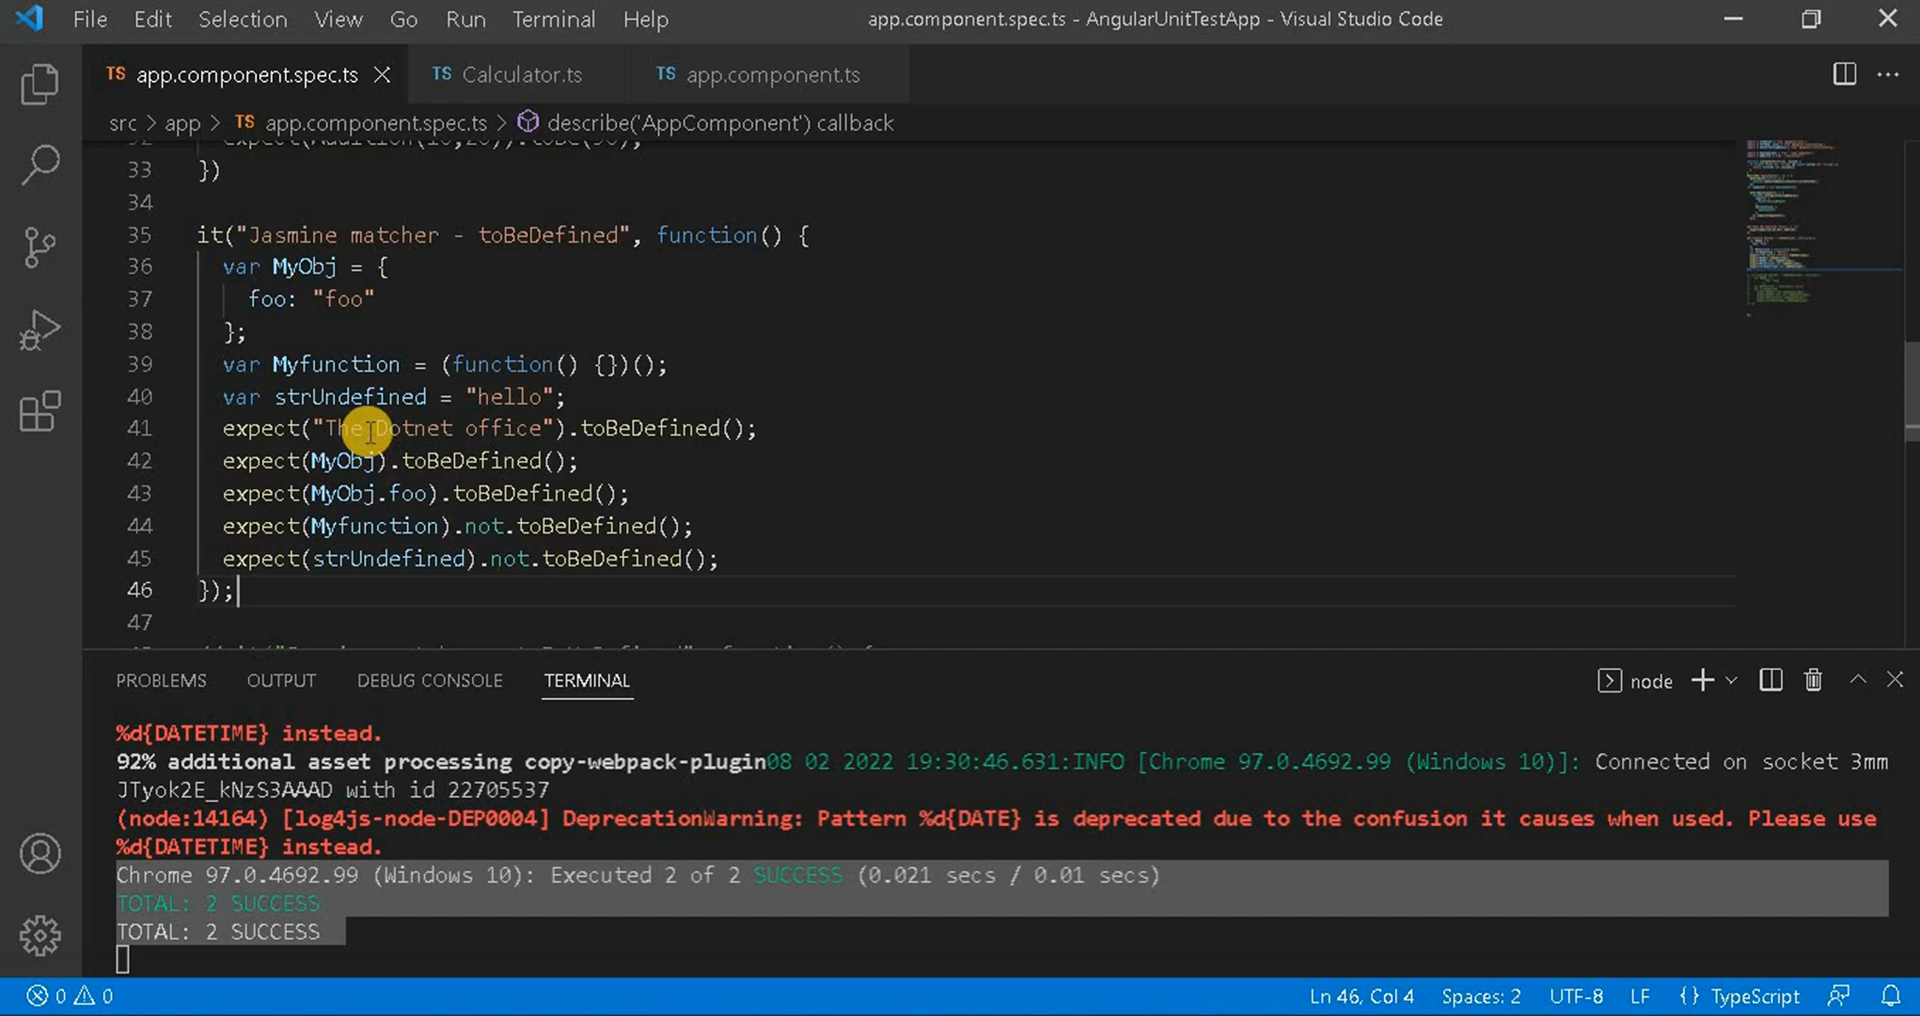 File Edit Selection View Go Run Terminal Help app.component.spec.ts - AngularUnitTestApp - Visual Studio Code
TS app.component.spec.ts TS Calculator.ts TS app.component.ts
src > app > TS app.component.spec.ts > describe('AppComponent') callback
33 })
34
35 it("Jasmine matcher - toBeDefined", function() {
36 var MyObj = {
37 foo: "foo"
38 };
39 var Myfunction = (function() {})();
40 var strUndefined = "hello";
41 expect("The Dotnet office").toBeDefined();
42 expect(MyObj).toBeDefined();
43 expect(MyObj.foo).toBeDefined();
44 expect(Myfunction).not.toBeDefined();
45 expect(strUndefined).not.toBeDefined();
46 });
47
PROBLEMS OUTPUT DEBUG CONSOLE TERMINAL node
%d{DATETIME} instead.
92% additional asset processing copy-webpack-plugin08 02 2022 19:30:46.631:INFO [Chrome 97.0.4692.99 (Windows 10)]: Connected on socket 3mm
JTyok2E_kNzS3AAAD with id 22705537
(node:14164) [log4js-node-DEP0004] DeprecationWarning: Pattern %d{DATE} is deprecated due to the confusion it causes when used. Please use
%d{DATETIME} instead.
Chrome 97.0.4692.99 (Windows 10): Executed 2 of 2 SUCCESS (0.021 secs / 0.01 secs)
TOTAL: 2 SUCCESS
TOTAL: 2 SUCCESS
0 0 Ln 46, Col 4 Spaces: 2 UTF-8 LF {} TypeScript